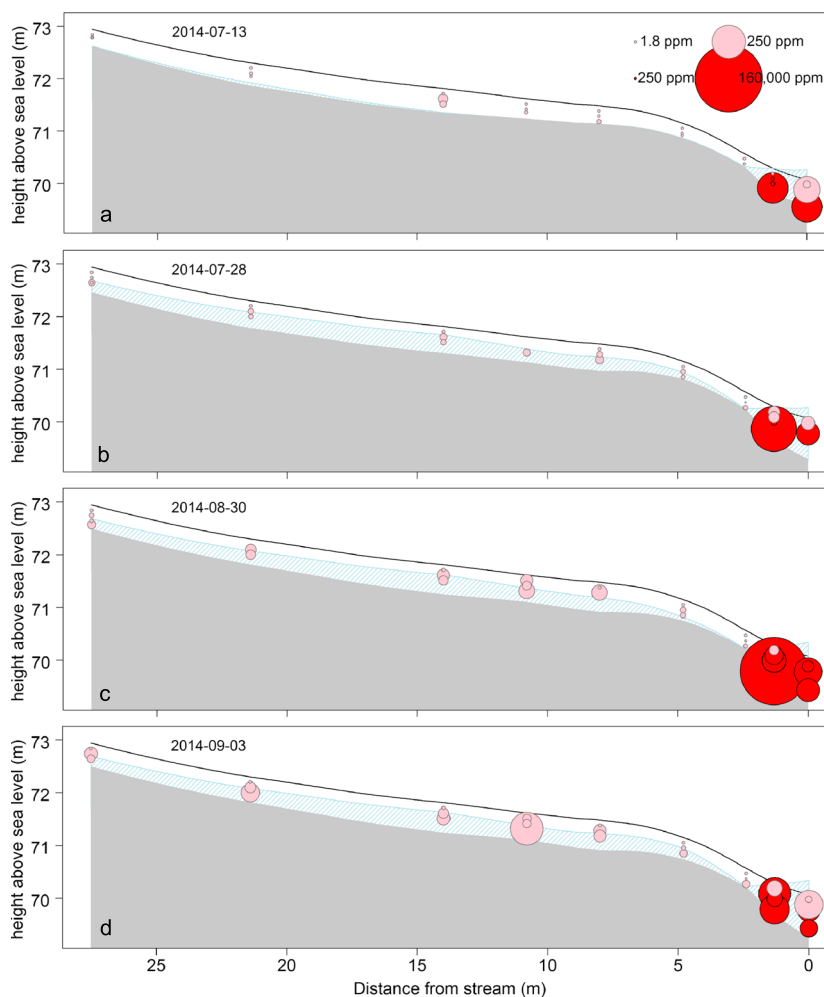 73
72
71
70
height above sea level (m)
2014-07-13
1.8 ppm
250 ppm
250 ppm
160,000 ppm
a
73
72
71
70
height above sea level (m)
2014-07-28
b
73
72
71
70
height above sea level (m)
2014-08-30
c
73
72
71
70
height above sea level (m)
2014-09-03
d
25 20 15 10 5 0
Distance from stream (m)